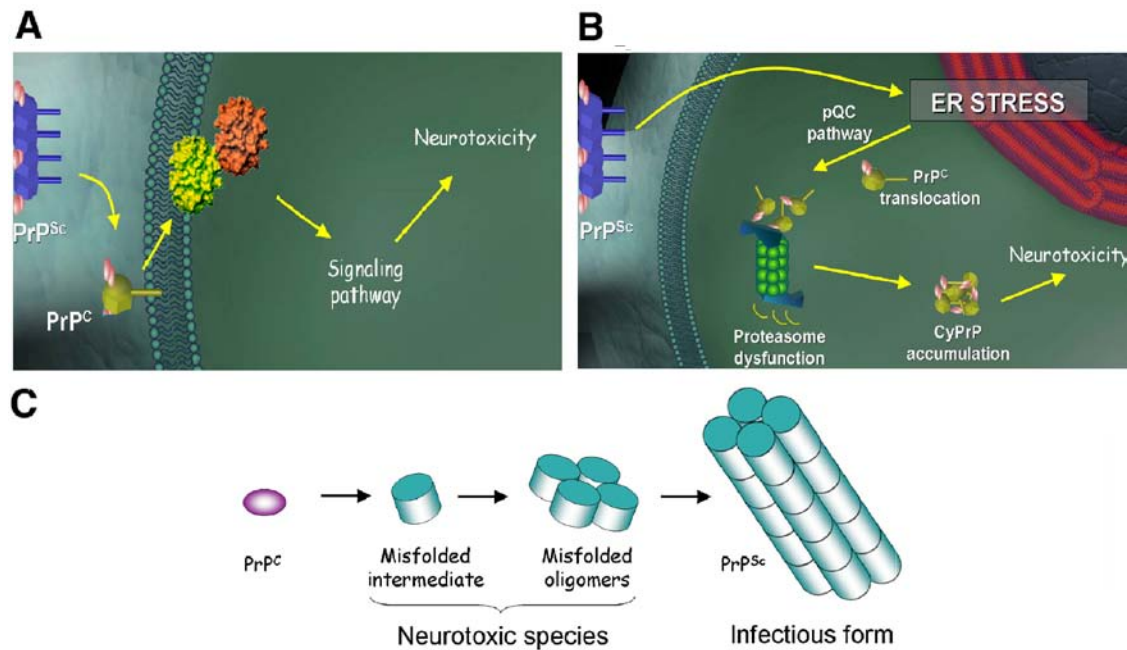 A
PrPSc
PrPC
Neurotoxicity
Signaling
pathway
B
PrPSc
ER STRESS
pQC
pathway
PrPC
translocation
Neurotoxicity
Proteasome
dysfunction
CyPrP
accumulation
C
PrPC
Misfolded
intermediate
Misfolded
oligomers
PrPSc
Neurotoxic species
Infectious form